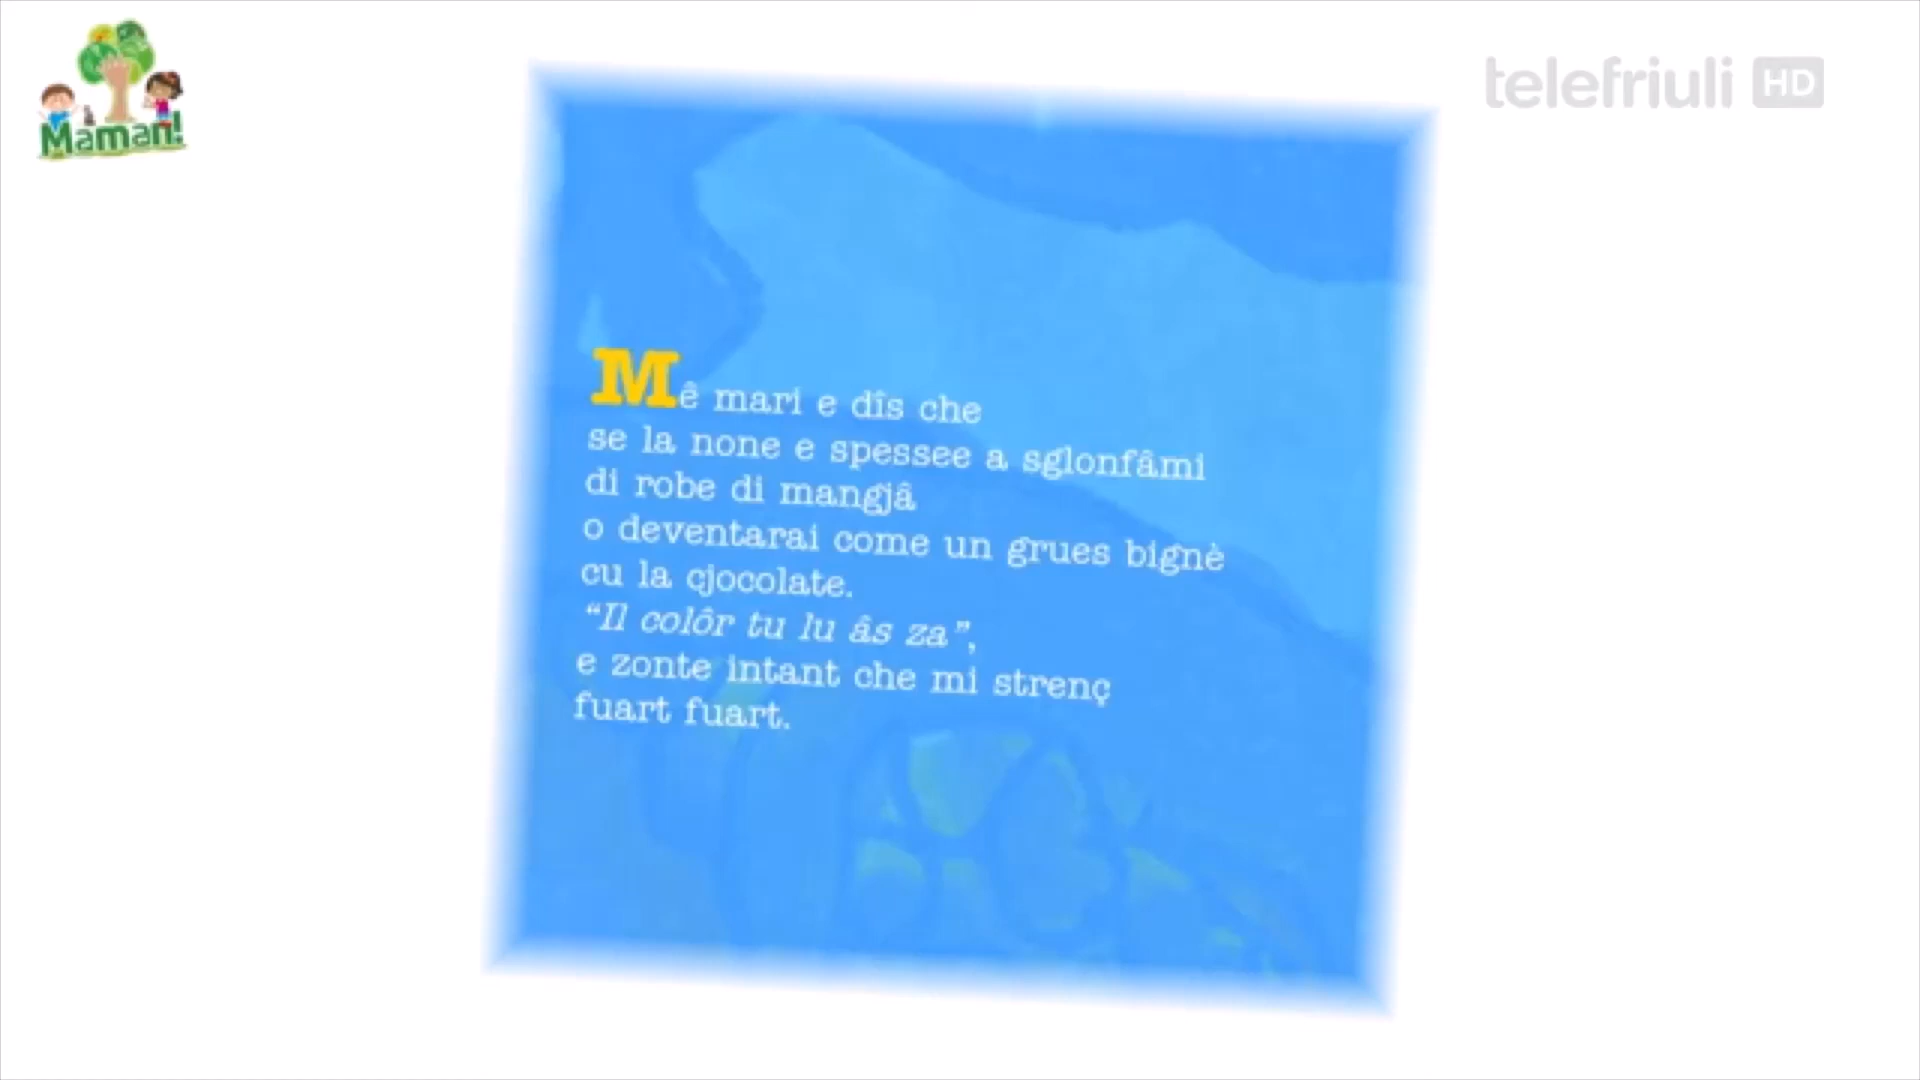 Maman!
telefriuli HD
Mê mari e dîs che
se la none e spessee a sglonfâmi
di robe di mangjâ
o deventarai come un grues bignè
cu la cjocolate.
“Il colôr tu lu âs za”,
e zonte intant che mi strenç
fuart fuart.